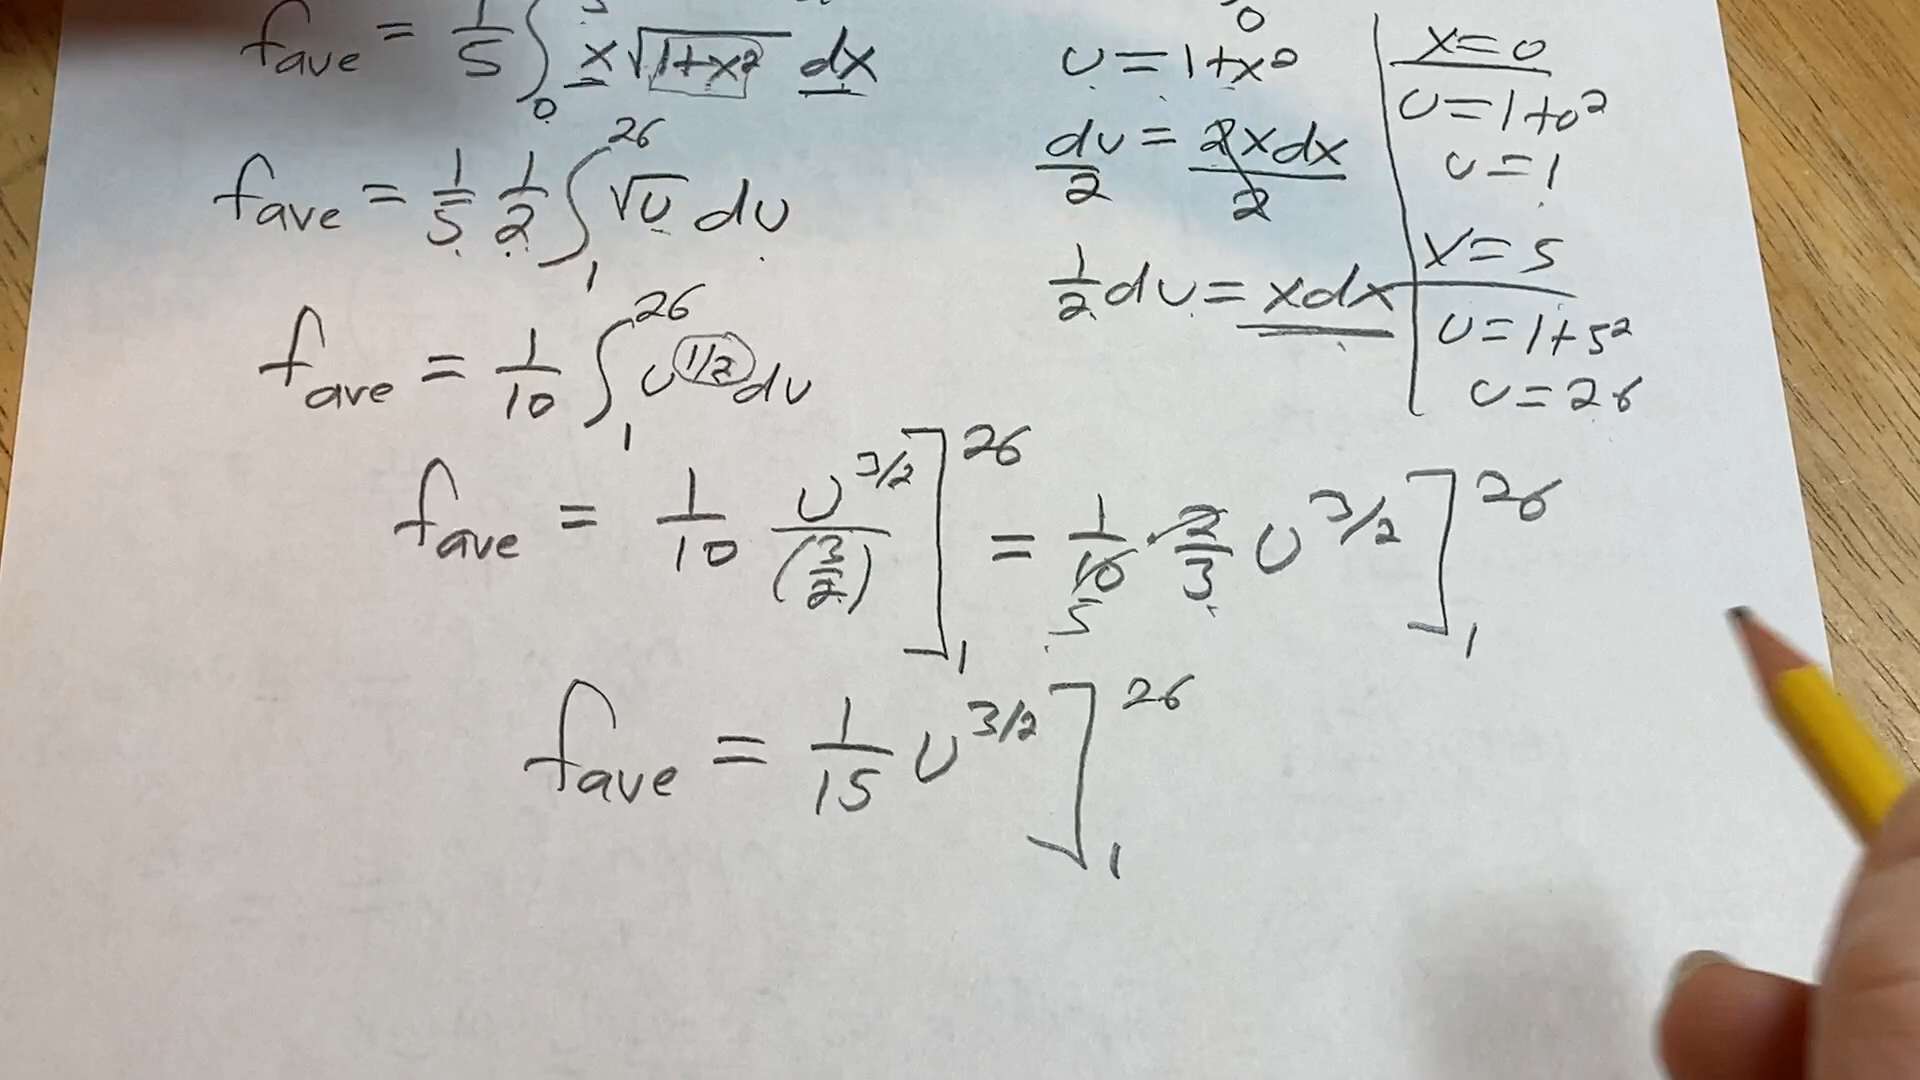 fave = 1/5 ∫₀⁵ x√(1+x²) dx
fave = 1/5 1/2 ∫₁²⁶ √u du
fave = 1/10 ∫₁²⁶ u^(1/2) du
fave = 1/10 u^(3/2)/(3/2) ]₁²⁶ = 1/10 · 2/3 u^(3/2) ]₁²⁶
5
fave = 1/15 u^(3/2) ]₁²⁶
u = 1+x²
du/2 = 2xdx/2
1/2 du = xdx
x=0
u=1+0²
u=1
x=5
u=1+5²
u=26